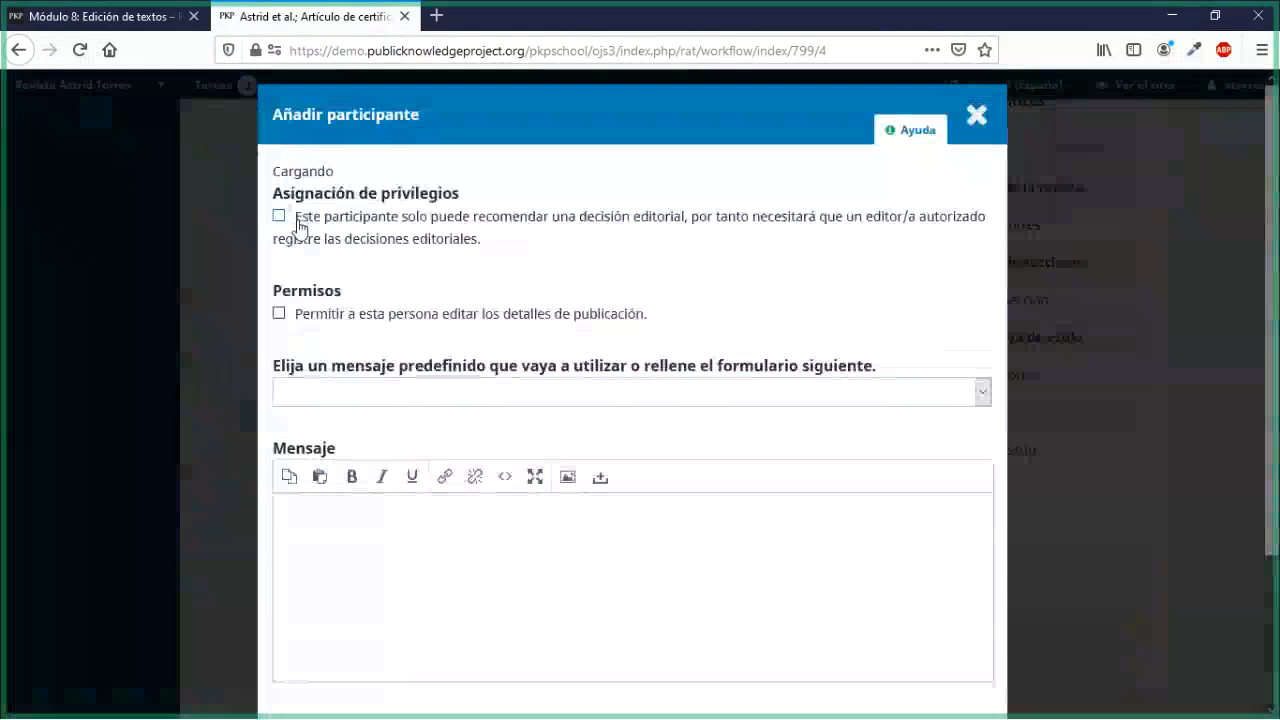 Módulo 8: Edición de textos – P
PKP Astrid et al.; Artículo de certific
https://demo.publicknowledgeproject.org/pkpschool/ojs3/index.php/rat/workflow/index/799/4
ABP
Revista Astrid Torres
Tareas
(Español)
Ver el sitio
Añadir participante
Ayuda
Cargando
Asignación de privilegios
Este participante solo puede recomendar una decisión editorial, por tanto necesitará que un editor/a autorizado
registre las decisiones editoriales.
Permisos
Permitir a esta persona editar los detalles de publicación.
Elija un mensaje predefinido que vaya a utilizar o rellene el formulario siguiente.
Mensaje
B I U